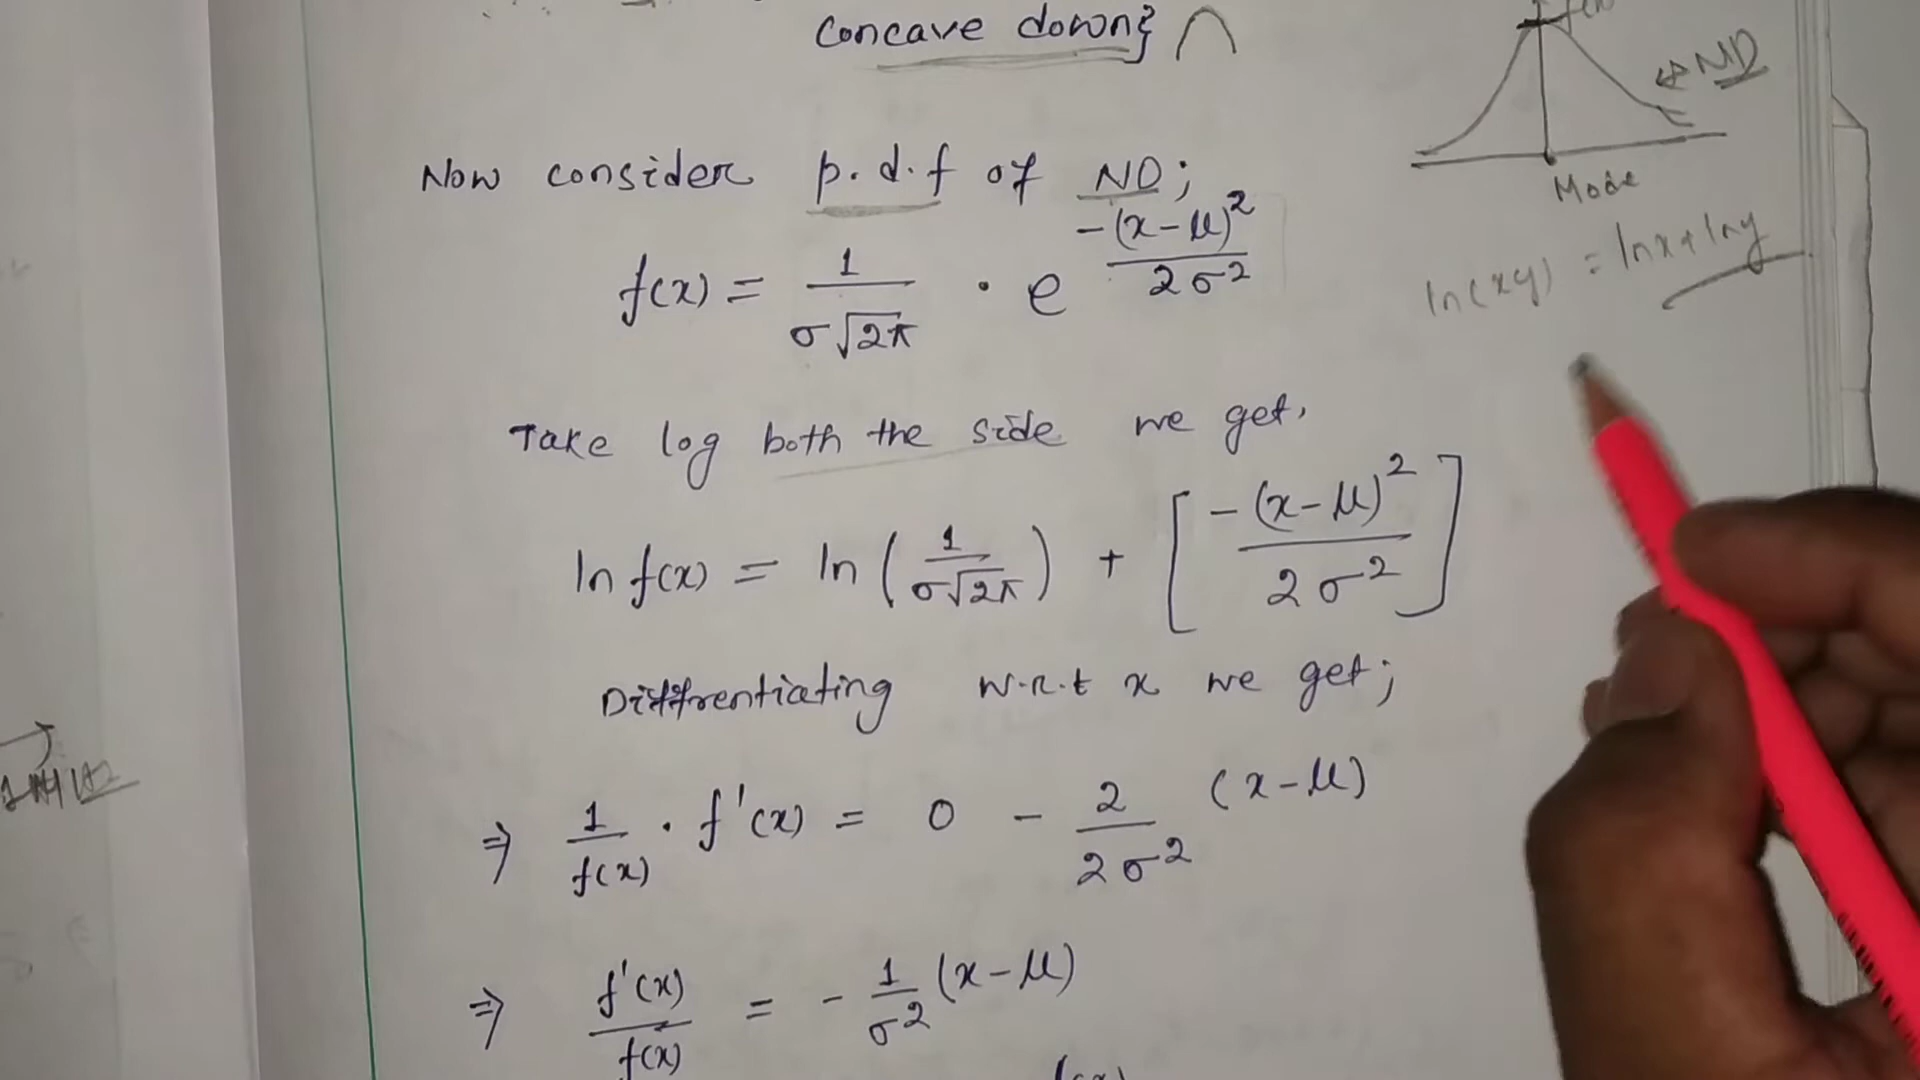 Concave down} ⋂
f(x)
⇔ ND
Mode
Now consider p.d.f of ND;
f(x) = 1/(σ√2π) · e^(-(x-μ)²/2σ²)
ln(xy) = lnx + lny
Take log both the side we get,
ln f(x) = ln (1/(σ√2π)) + [-(x-μ)²/2σ²]
Diffrentiating w.r.t x we get;
⇒ 1/f(x) · f'(x) = 0 - 2/2σ² (x-μ)
⇒ f'(x)/f(x) = - 1/σ² (x-μ)